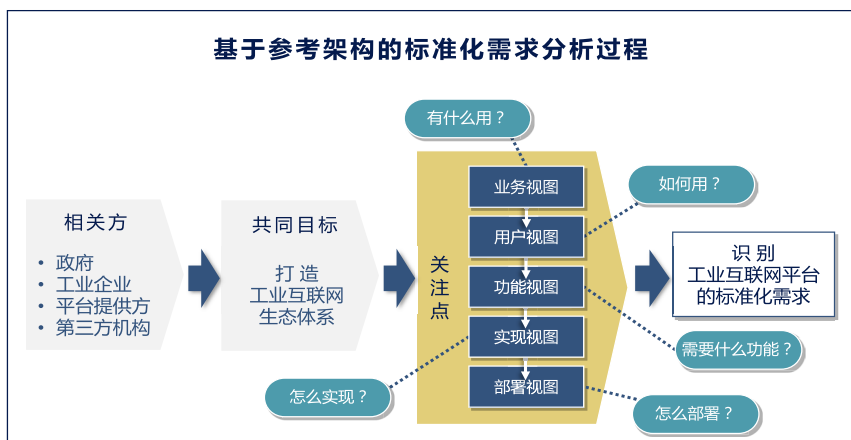 基于参考架构的标准化需求分析过程
相关方
• 政府
• 工业企业
• 平台提供方
• 第三方机构
共同目标
打造
工业互联网
生态体系
关注点
有什么用？
业务视图
如何用？
用户视图
功能视图
需要什么功能？
实现视图
怎么实现？
部署视图
怎么部署？
识别
工业互联网平台
的标准化需求